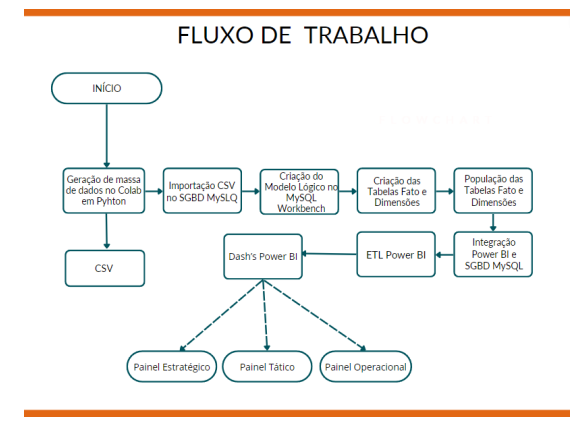 FLUXO DE TRABALHO
INÍCIO
Geração de massa
de dados no Colab
em Pyhton
Importação CSV
no SGBD MySLQ
Criação do
Modelo Lógico no
MySQL
Workbench
Criação das
Tabelas Fato e
Dimensões
População das
Tabelas Fato e
Dimensões
CSV
Dash's Power BI
ETL Power BI
Integração
Power BI e
SGBD MySQL
Painel Estratégico
Painel Tático
Painel Operacional